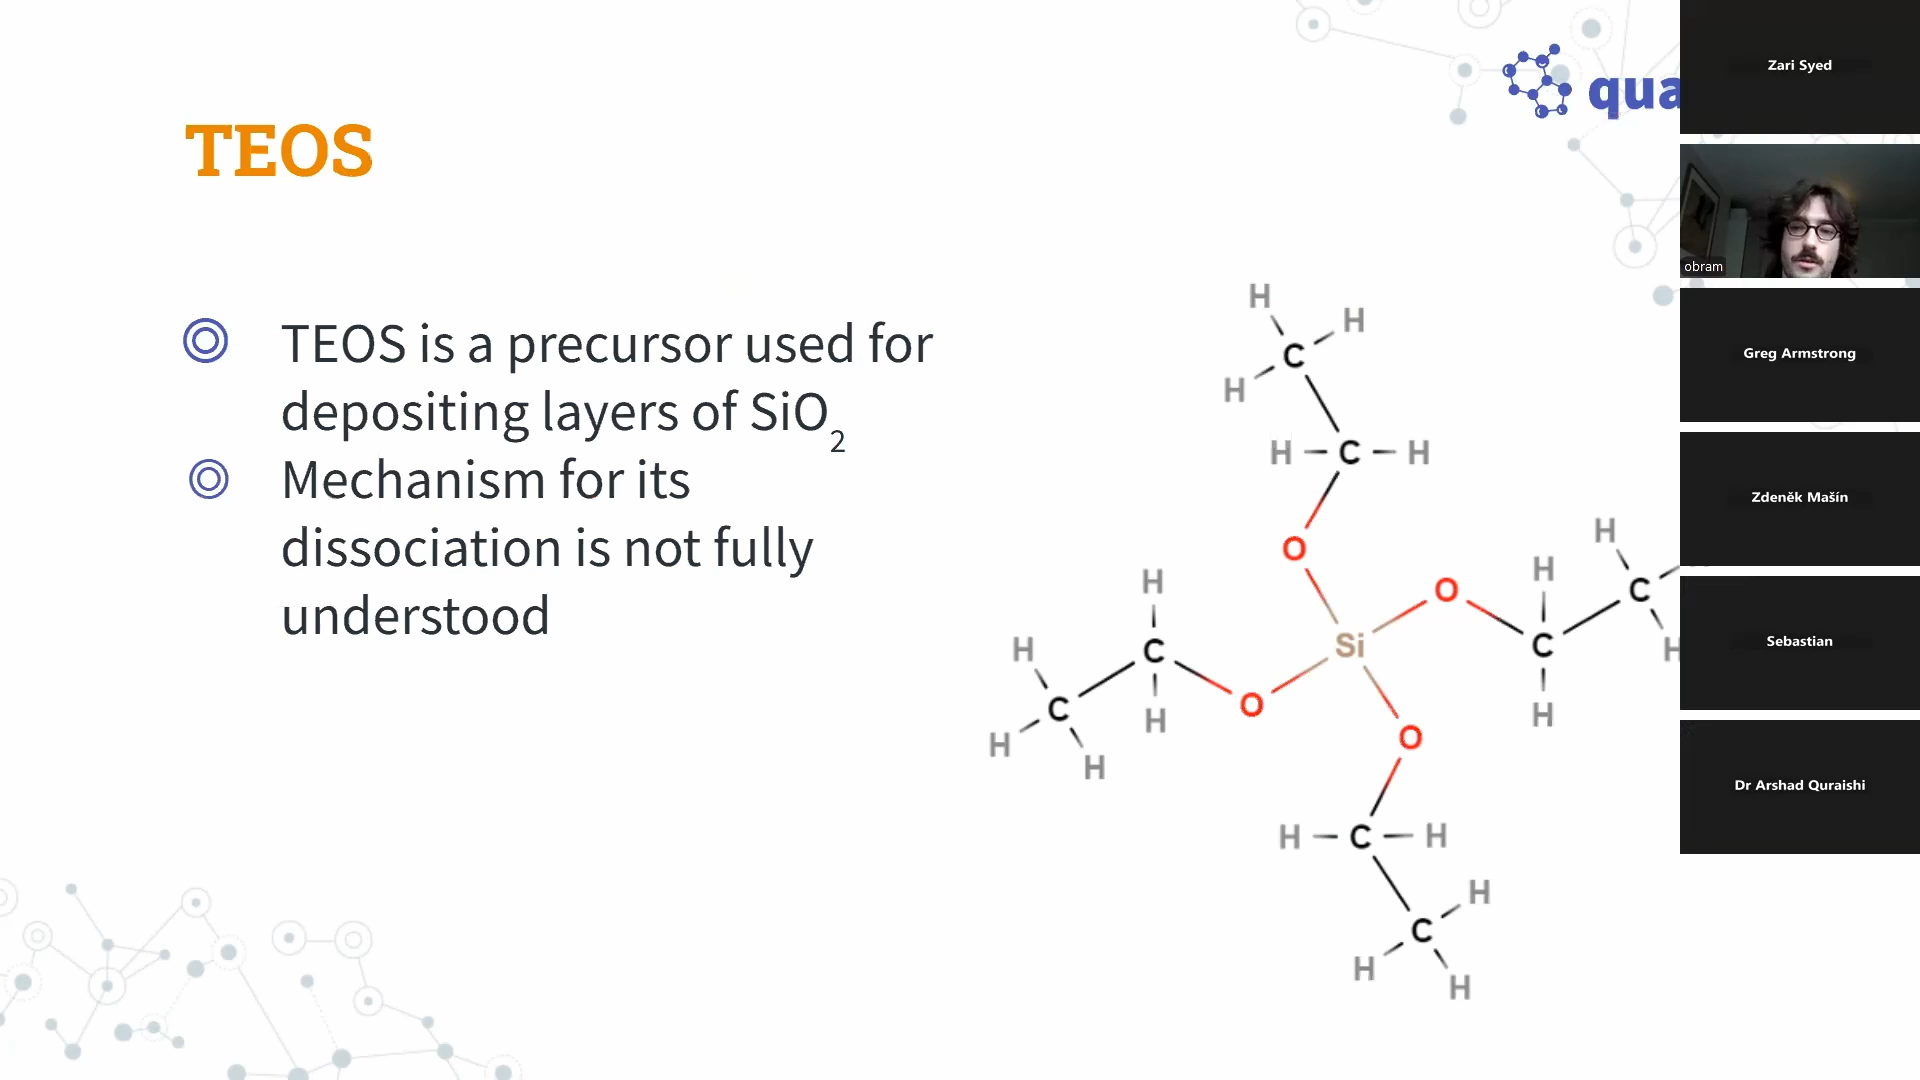 TEOS
qua
TEOS is a precursor used for
depositing layers of SiO2
Mechanism for its
dissociation is not fully
understood
H
H
C
H
H C H
O
H
H
H
O
C
H
C
Si
C
H
H
C
O
H
H
H
O
H
H C H
H
C
H
H
Zari Syed
obram
Greg Armstrong
Zdeněk Mašín
Sebastian
Dr Arshad Quraishi